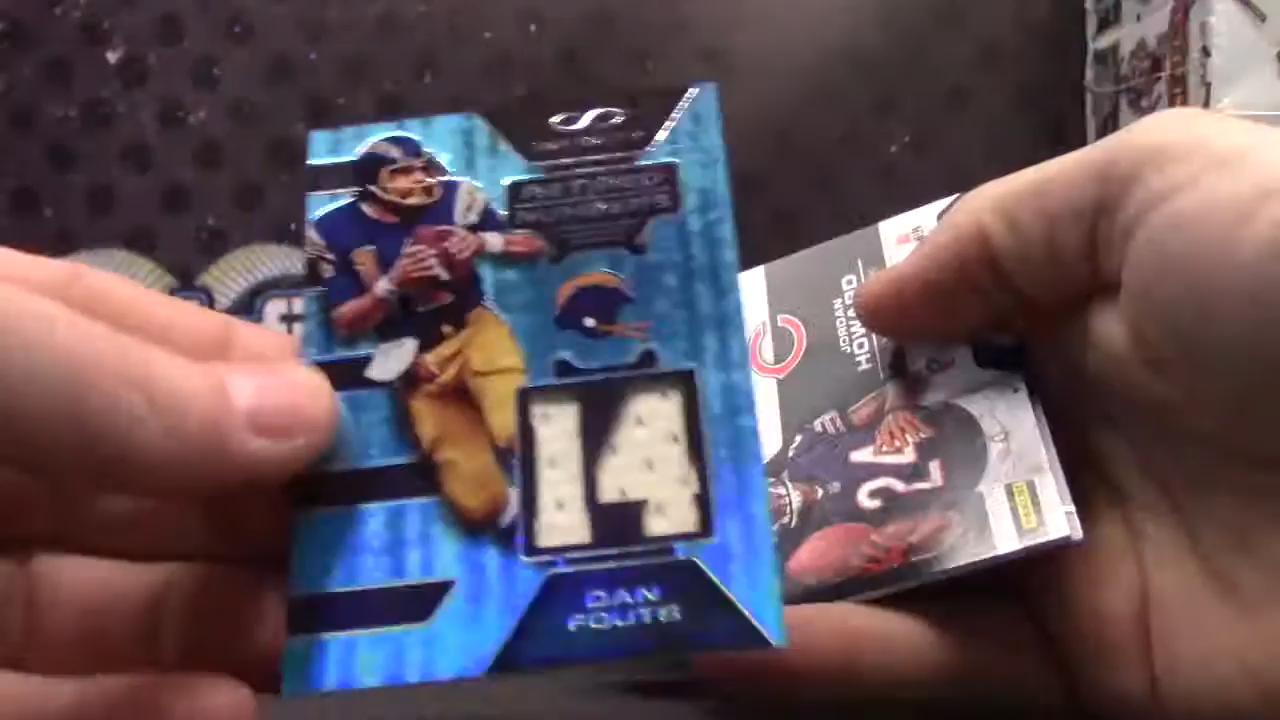 RETIRED
NUMBERS
14
DAN
FOUTS
JORDAN
HOWARD
24